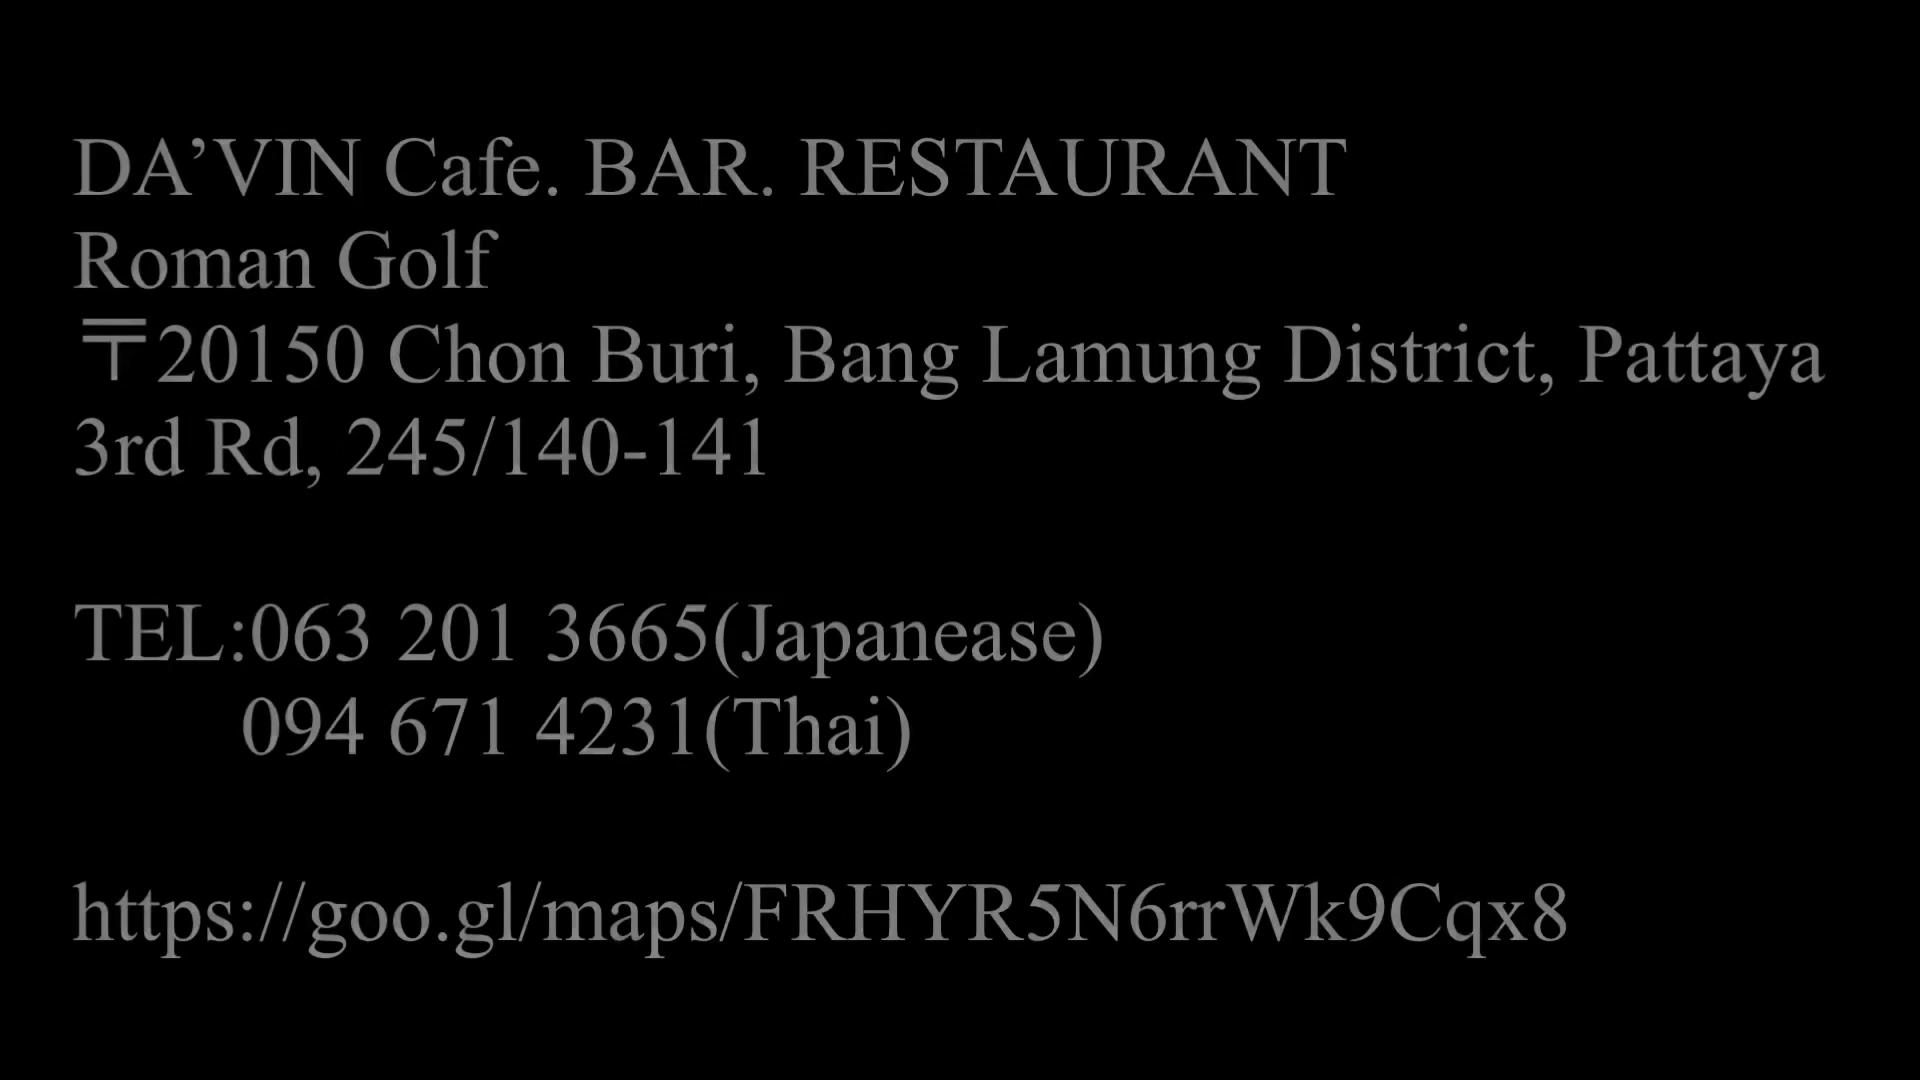 DA’VIN Cafe. BAR. RESTAURANT
Roman Golf
〒20150 Chon Buri, Bang Lamung District, Pattaya
3rd Rd, 245/140-141
TEL:063 201 3665(Japanease)
094 671 4231(Thai)
https://goo.gl/maps/FRHYR5N6rrWk9Cqx8